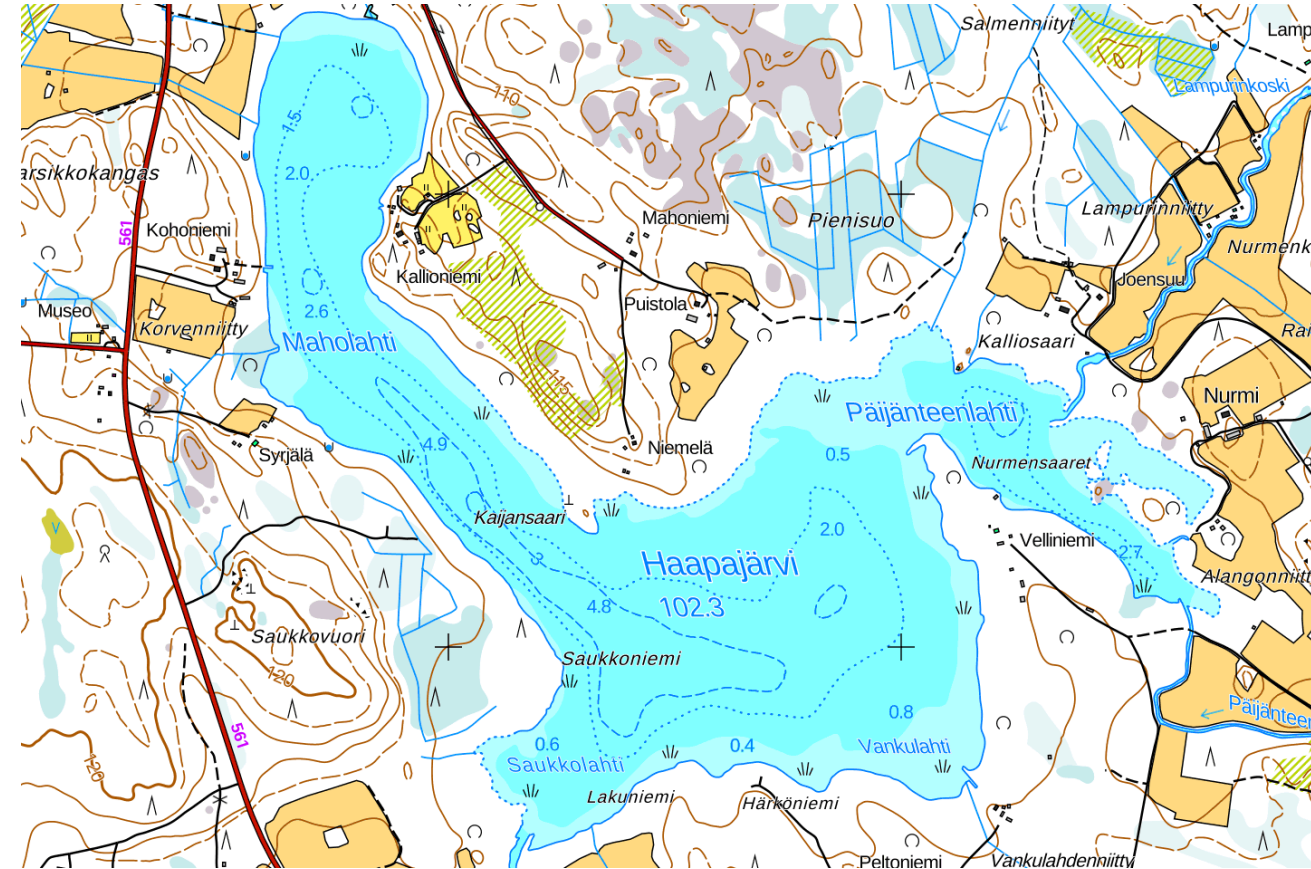 Salmenniityt
Lamp
Lampurinkoski
110
1.5
2.0
arsikkokangas
Kohoniemi
561
Mahoniemi
Pienisuo
Lampurinniitty
Nurmenk
Kallioniemi
Joensuu
Museo
Puistola
2.6
Korvenniitty
Maholahti
Kalliosaari
Rai
115
Nurmi
Päijänteenlahti
4.9
Niemelä
0.5
Syrjälä
Nurmensaaret
Kaijansaari
2.0
Velliniemi
3
2.7
Haapajärvi
Alangonniitt
4.8
102.3
Saukkovuori
Saukkoniemi
120
561
0.8
Päijänteen
0.6
0.4
Vankulahti
120
Saukkolahti
Lakuniemi
Härköniemi
Peltoniemi
Vankulahdenniitty